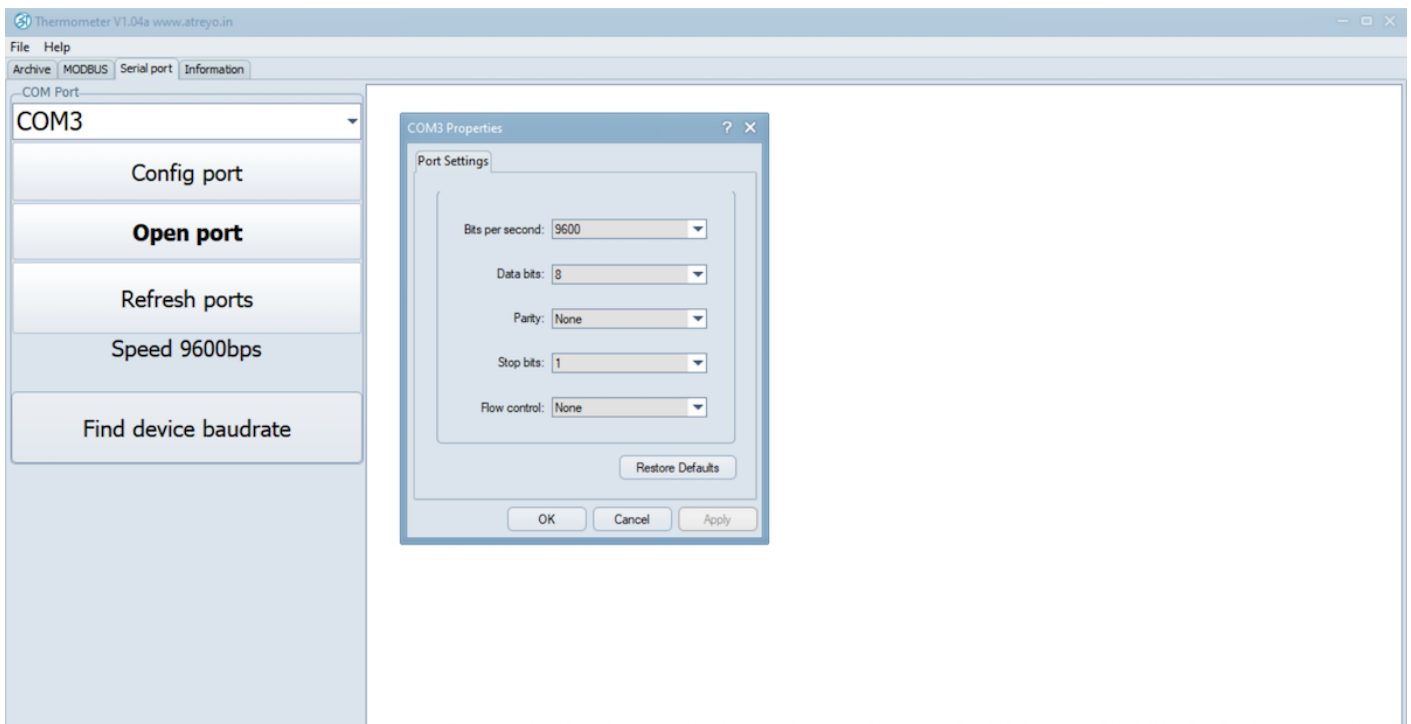 Thermometer V1.04a www.atreyo.in
File Help
Archive MODBUS Serial port Information
COM Port
COM3
Config port
Open port
Refresh ports
Speed 9600bps
Find device baudrate
COM3 Properties
Port Settings
Bits per second: 9600
Data bits: 8
Parity: None
Stop bits: 1
Flow control: None
Restore Defaults
OK Cancel Apply